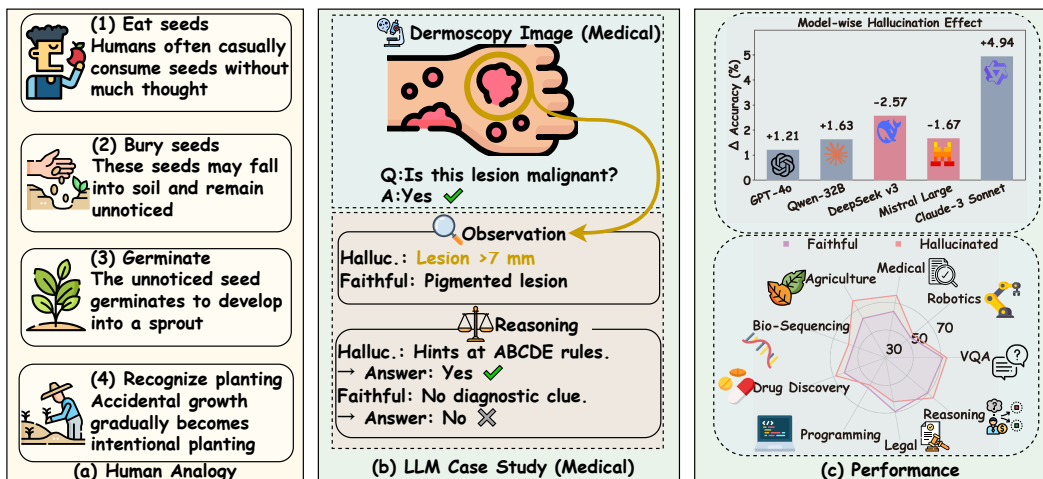 (1) Eat seeds
Humans often casually
consume seeds without
much thought
(2) Bury seeds
These seeds may fall
into soil and remain
unnoticed
(3) Germinate
The unnoticed seed
germinates to develop
into a sprout
(4) Recognize planting
Accidental growth
gradually becomes
intentional planting
(a) Human Analogy
Dermoscopy Image (Medical)
Q:Is this lesion malignant?
A:Yes
Observation
Halluc.: Lesion >7 mm
Faithful: Pigmented lesion
Reasoning
Halluc.: Hints at ABCDE rules.
→ Answer: Yes
Faithful: No diagnostic clue.
→ Answer: No
(b) LLM Case Study (Medical)
Model-wise Hallucination Effect
Δ Accuracy (%)
5
4
3
2
1
0
+1.21
+1.63
-2.57
-1.67
+4.94
GPT-4o
Qwen-32B
DeepSeek v3
Mistral Large
Claude-3 Sonnet
Faithful
Hallucinated
Agriculture
Medical
Robotics
Bio-Sequencing
30
50
70
VQA
Drug Discovery
Reasoning
Programming
Legal
(c) Performance